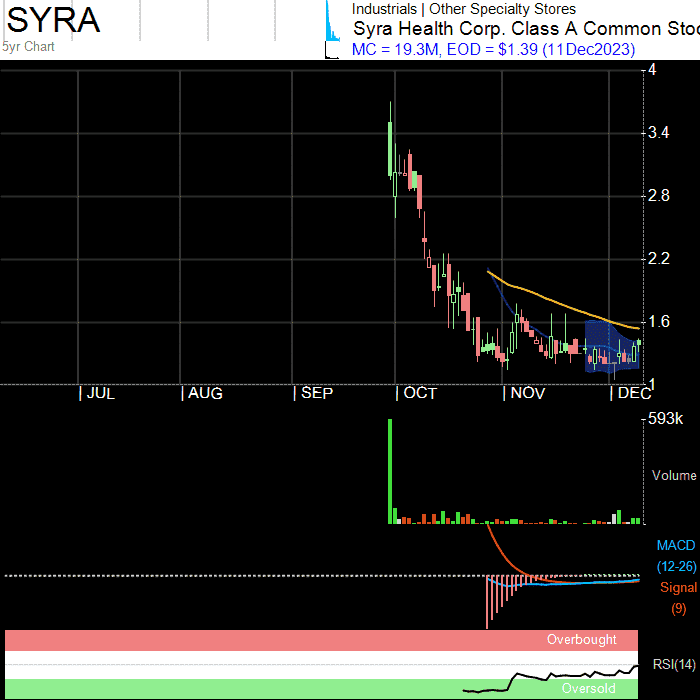 SYRA
5yr Chart
Industrials | Other Specialty Stores
Syra Health Corp. Class A Common Stoc
MC = 19.3M, EOD = $1.39 (11Dec2023)
4
3.4
2.8
2.2
1.6
1
| JUL | AUG | SEP | OCT | NOV | DEC
593k
Volume
MACD
(12-26)
Signal
(9)
Overbought
RSI(14)
Oversold